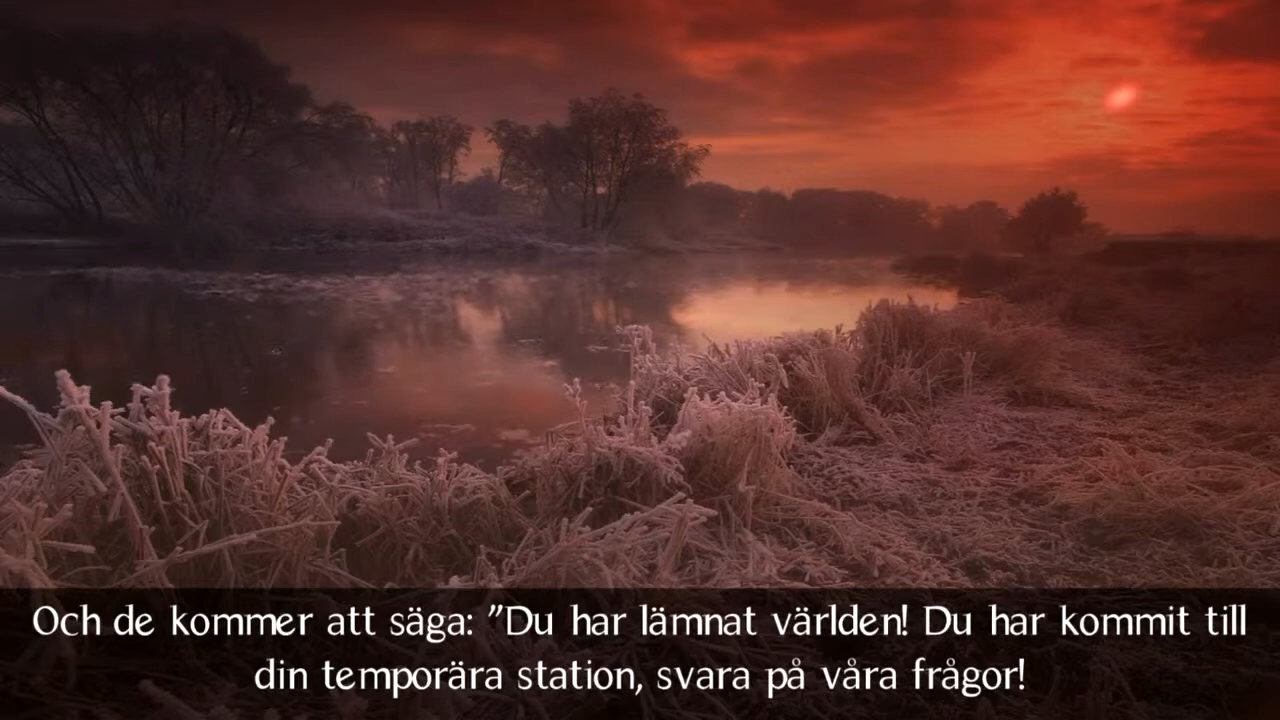 Och de kommer att säga: ”Du har lämnat världen! Du har kommit till
din temporära station, svara på våra frågor!